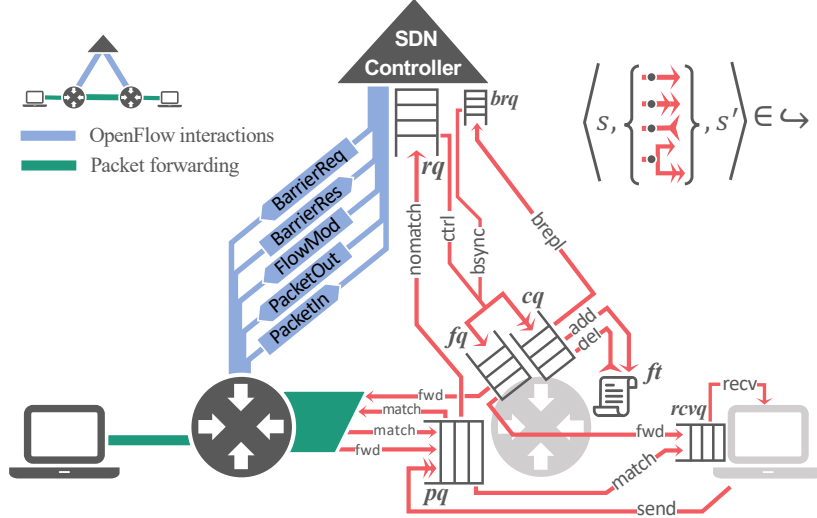 SDN
Controller
OpenFlow interactions
Packet forwarding
BarrierReq
BarrierRes
FlowMod
PacketOut
PacketIn
rq
brq
nomatch
ctrl
bsync
brepl
⟨s, { }, s′⟩ ∈ ↪
fq
cq
add
del
ft
fwd
match
match
fwd
pq
rcvq
recv
fwd
match
send